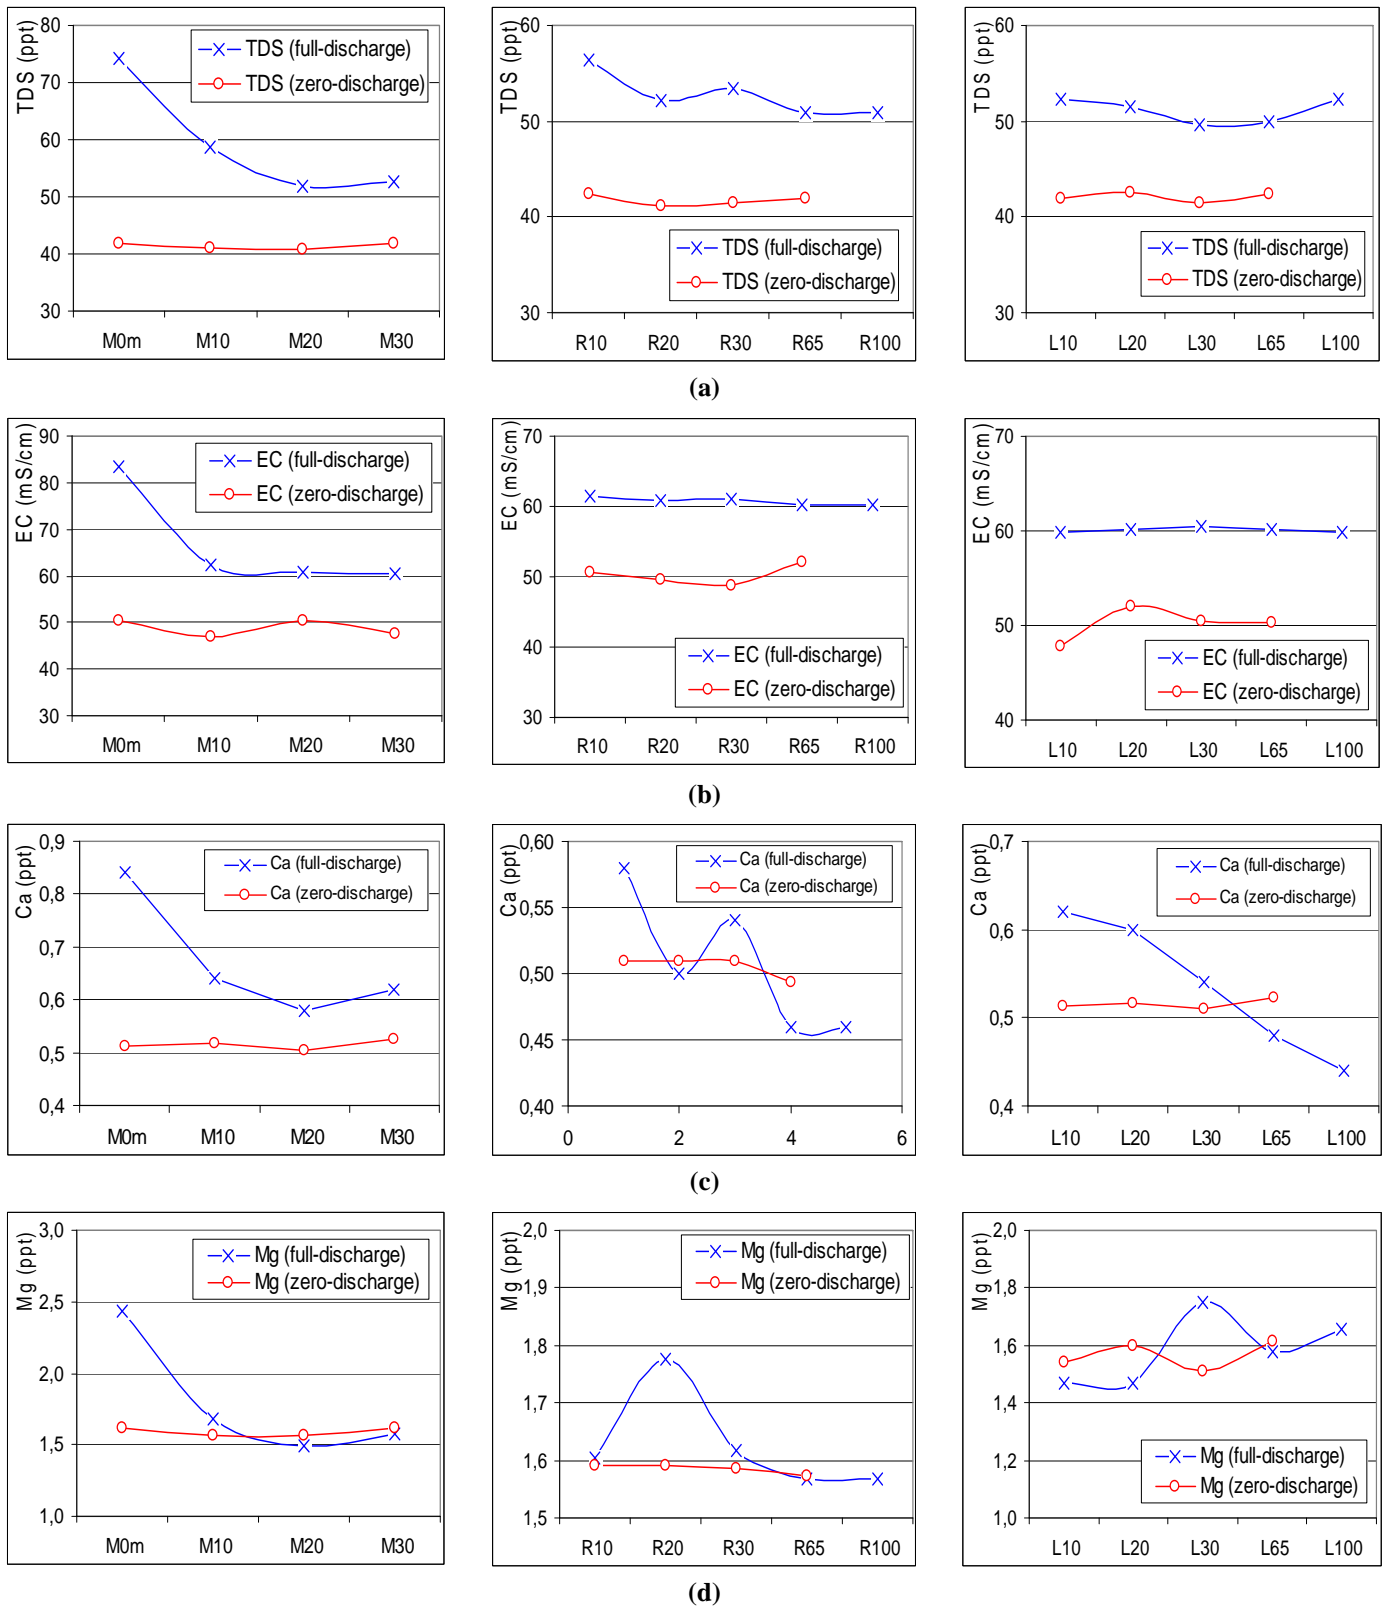 TDS (ppt)
80
70
60
50
40
30
TDS (full-discharge)
TDS (zero-discharge)
M0m M10 M20 M30
TDS (ppt)
60
50
40
30
TDS (full-discharge)
TDS (zero-discharge)
R10 R20 R30 R65 R100
TDS (ppt)
60
50
40
30
TDS (full-discharge)
TDS (zero-discharge)
L10 L20 L30 L65 L100
(a)
EC (mS/cm)
90
80
70
60
50
40
30
EC (full-discharge)
EC (zero-discharge)
M0m M10 M20 M30
EC (mS/cm)
70
60
50
40
30
EC (full-discharge)
EC (zero-discharge)
R10 R20 R30 R65 R100
EC (mS/cm)
70
60
50
40
EC (full-discharge)
EC (zero-discharge)
L10 L20 L30 L65 L100
(b)
Ca (ppt)
0,9
0,8
0,7
0,6
0,5
0,4
Ca (full-discharge)
Ca (zero-discharge)
M0m M10 M20 M30
Ca (ppt)
0,60
0,55
0,50
0,45
0,40
Ca (full-discharge)
Ca (zero-discharge)
0 2 4 6
Ca (ppt)
0,7
0,6
0,5
0,4
Ca (full-discharge)
Ca (zero-discharge)
L10 L20 L30 L65 L100
(c)
Mg (ppt)
3,0
2,5
2,0
1,5
1,0
Mg (full-discharge)
Mg (zero-discharge)
M0m M10 M20 M30
Mg (ppt)
2,0
1,9
1,8
1,7
1,6
1,5
Mg (full-discharge)
Mg (zero-discharge)
R10 R20 R30 R65 R100
Mg (ppt)
2,0
1,8
1,6
1,4
1,2
1,0
Mg (full-discharge)
Mg (zero-discharge)
L10 L20 L30 L65 L100
(d)